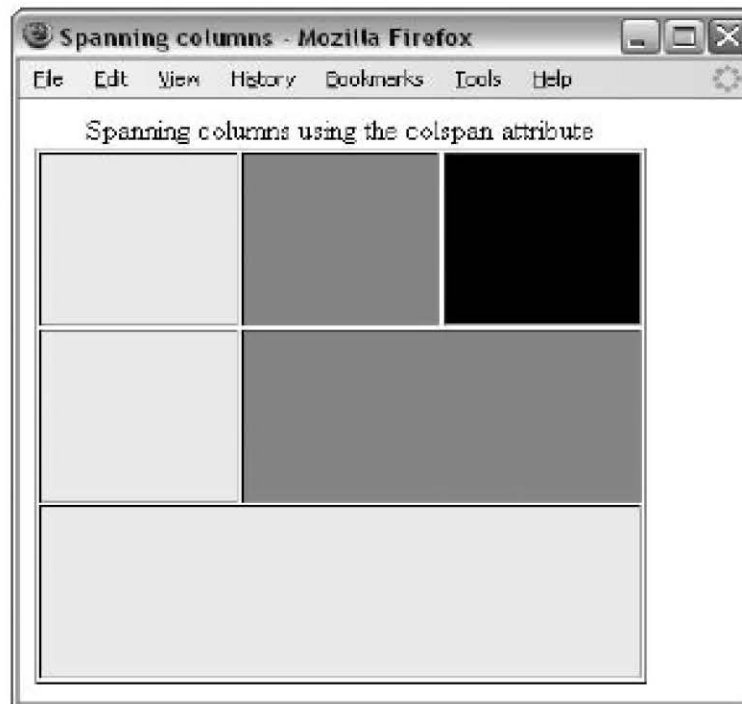 Spanning columns - Mozilla Firefox
File Edit View History Bookmarks Tools Help
Spanning columns using the colspan attribute